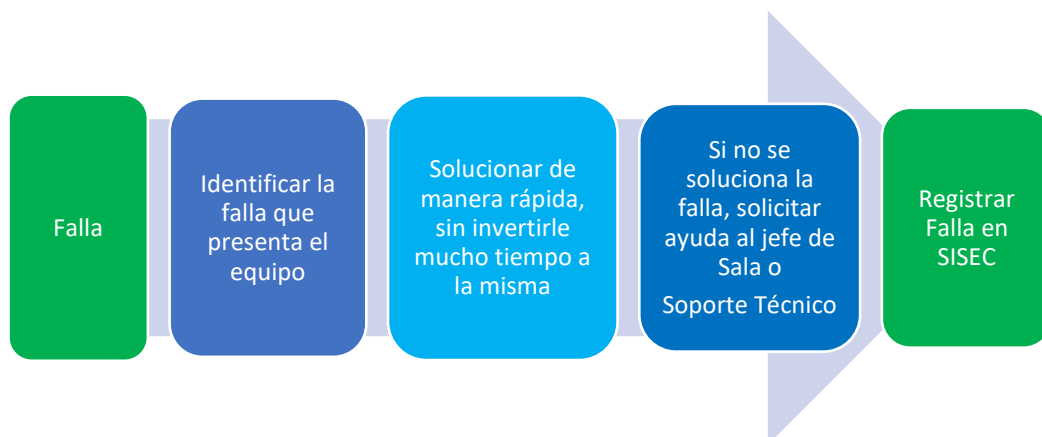 Falla
Identificar la
falla que
presenta el
equipo
Solucionar de
manera rápida,
sin invertirle
mucho tiempo a
la misma
Si no se
soluciona la
falla, solicitar
ayuda al jefe de
Sala o
Soporte Técnico
Registrar
Falla en
SISEC